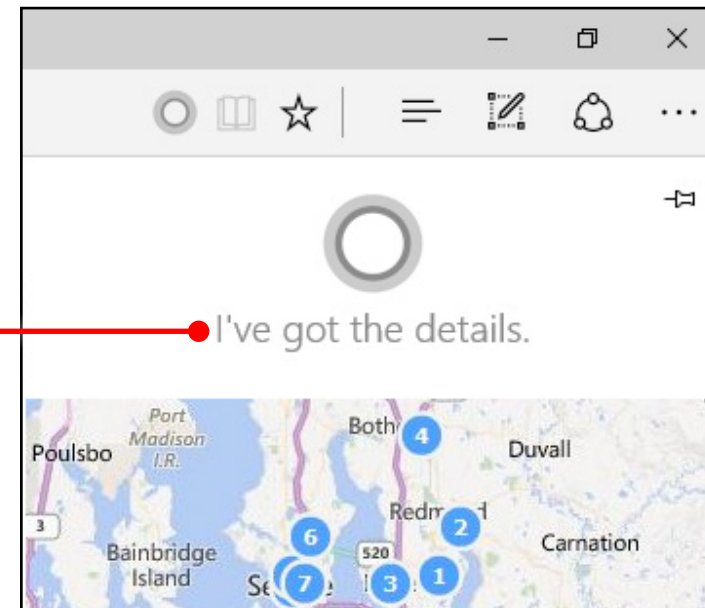 I've got the details.
Port
Madison
I.R.
Poulsbo
4
Duvall
3
6
2
Bainbridge
Island
520
Carnation
7
3
1